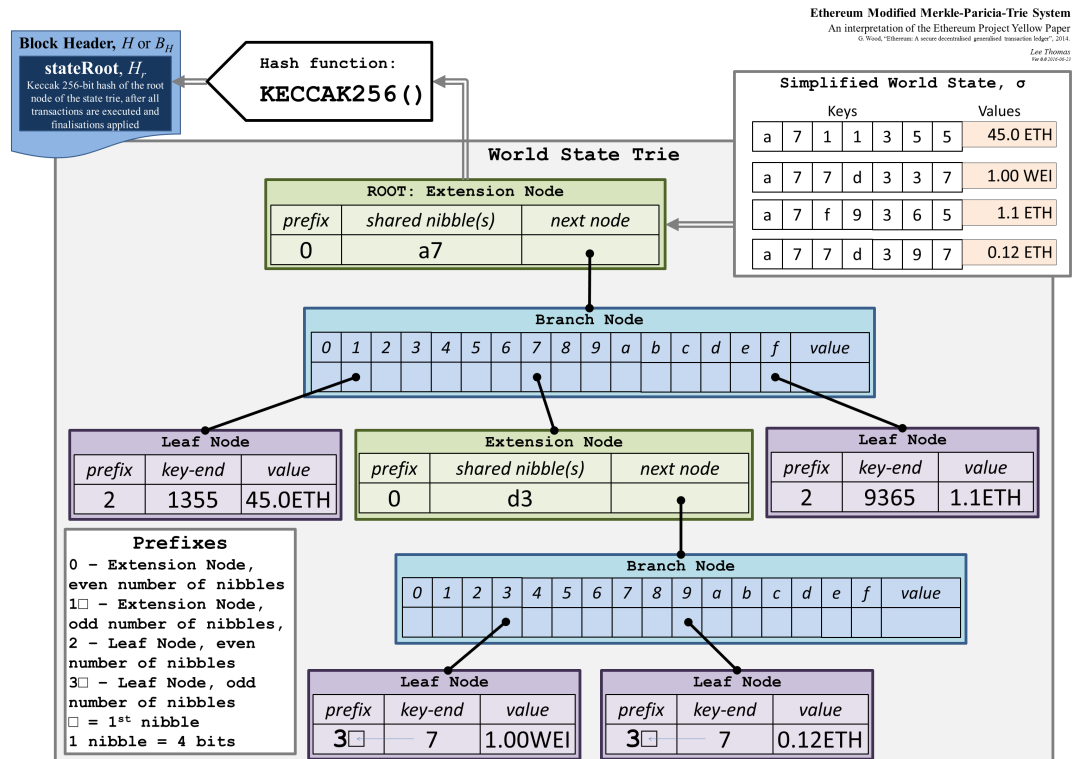 Ethereum Modified Merkle-Paricia-Trie System
An interpretation of the Ethereum Project Yellow Paper
G. Wood, "Ethereum: A secure decentralised generalised transaction ledger", 2014.
Lee Thomas
Block Header, H or B_H
stateRoot, H_r
Keccak 256-bit hash of the root
node of the state trie, after all
transactions are executed and
finalisations applied
Hash function:
KECCAK256()
Simplified World State, σ
Keys Values
a 7 1 1 3 5 5 45.0 ETH
a 7 7 d 3 3 7 1.00 WEI
a 7 f 9 3 6 5 1.1 ETH
a 7 7 d 3 9 7 0.12 ETH
World State Trie
ROOT: Extension Node
prefix shared nibble(s) next node
0 a7
Branch Node
0 1 2 3 4 5 6 7 8 9 a b c d e f value
Leaf Node
prefix key-end value
2 1355 45.0ETH
Extension Node
prefix shared nibble(s) next node
0 d3
Leaf Node
prefix key-end value
2 9365 1.1ETH
Prefixes
0 – Extension Node,
even number of nibbles
1□ – Extension Node,
odd number of nibbles,
2 – Leaf Node, even
number of nibbles
3□ – Leaf Node, odd
number of nibbles
□ = 1st nibble
1 nibble = 4 bits
Branch Node
0 1 2 3 4 5 6 7 8 9 a b c d e f value
Leaf Node
prefix key-end value
3□ 7 1.00WEI
Leaf Node
prefix key-end value
3□ 7 0.12ETH